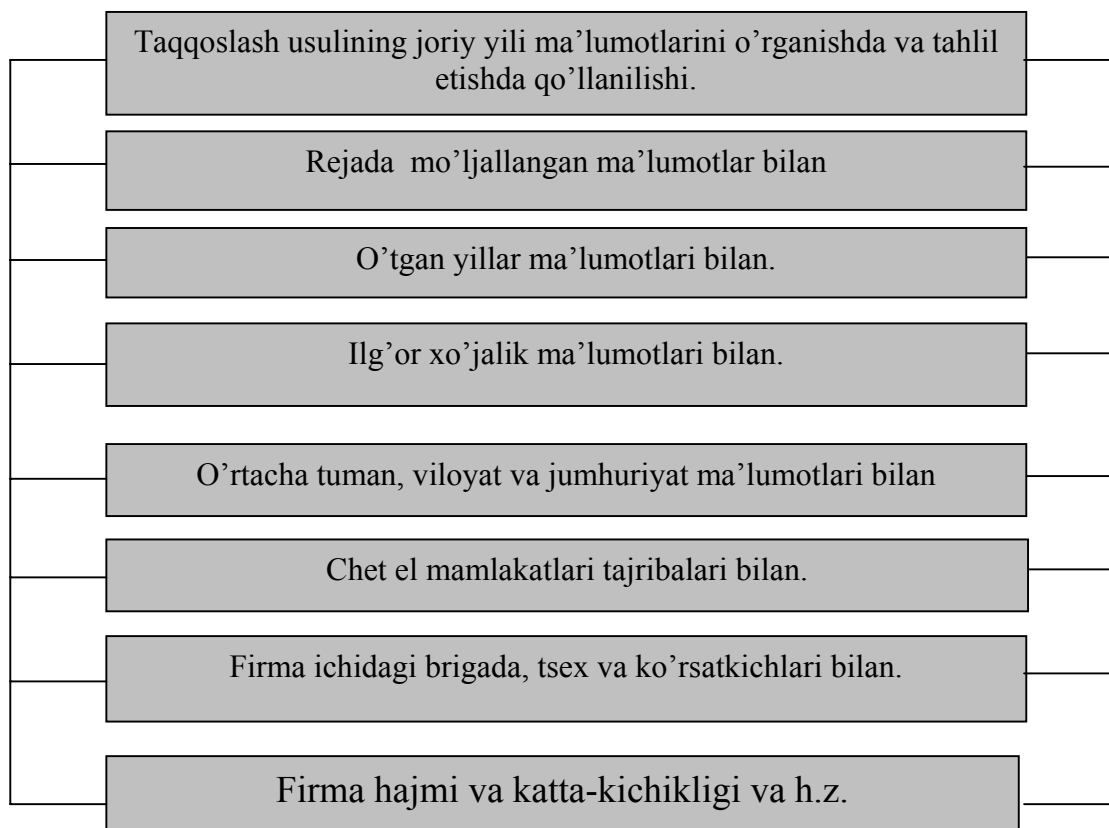 Taqqoslash usulining joriy yili ma’lumotlarini o’rganishda va tahlil
etishda qo’llanilishi.
Rejada mo’ljallangan ma’lumotlar bilan
O’tgan yillar ma’lumotlari bilan.
Ilg’or xo’jalik ma’lumotlari bilan.
O’rtacha tuman, viloyat va jumhuriyat ma’lumotlari bilan
Chet el mamlakatlari tajribalari bilan.
Firma ichidagi brigada, tsex va ko’rsatkichlari bilan.
Firma hajmi va katta-kichikligi va h.z.